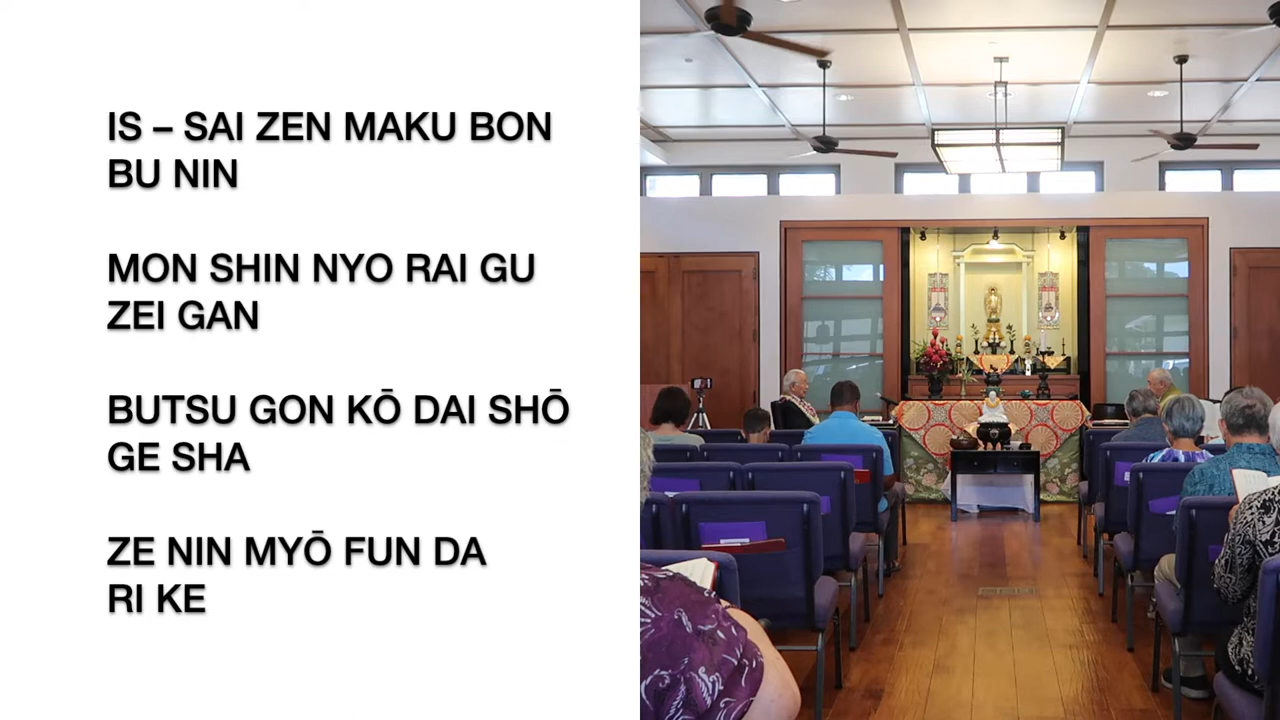 IS – SAI ZEN MAKU BON
BU NIN
MON SHIN NYO RAI GU
ZEI GAN
BUTSU GON KŌ DAI SHŌ
GE SHA
ZE NIN MYŌ FUN DA
RI KE